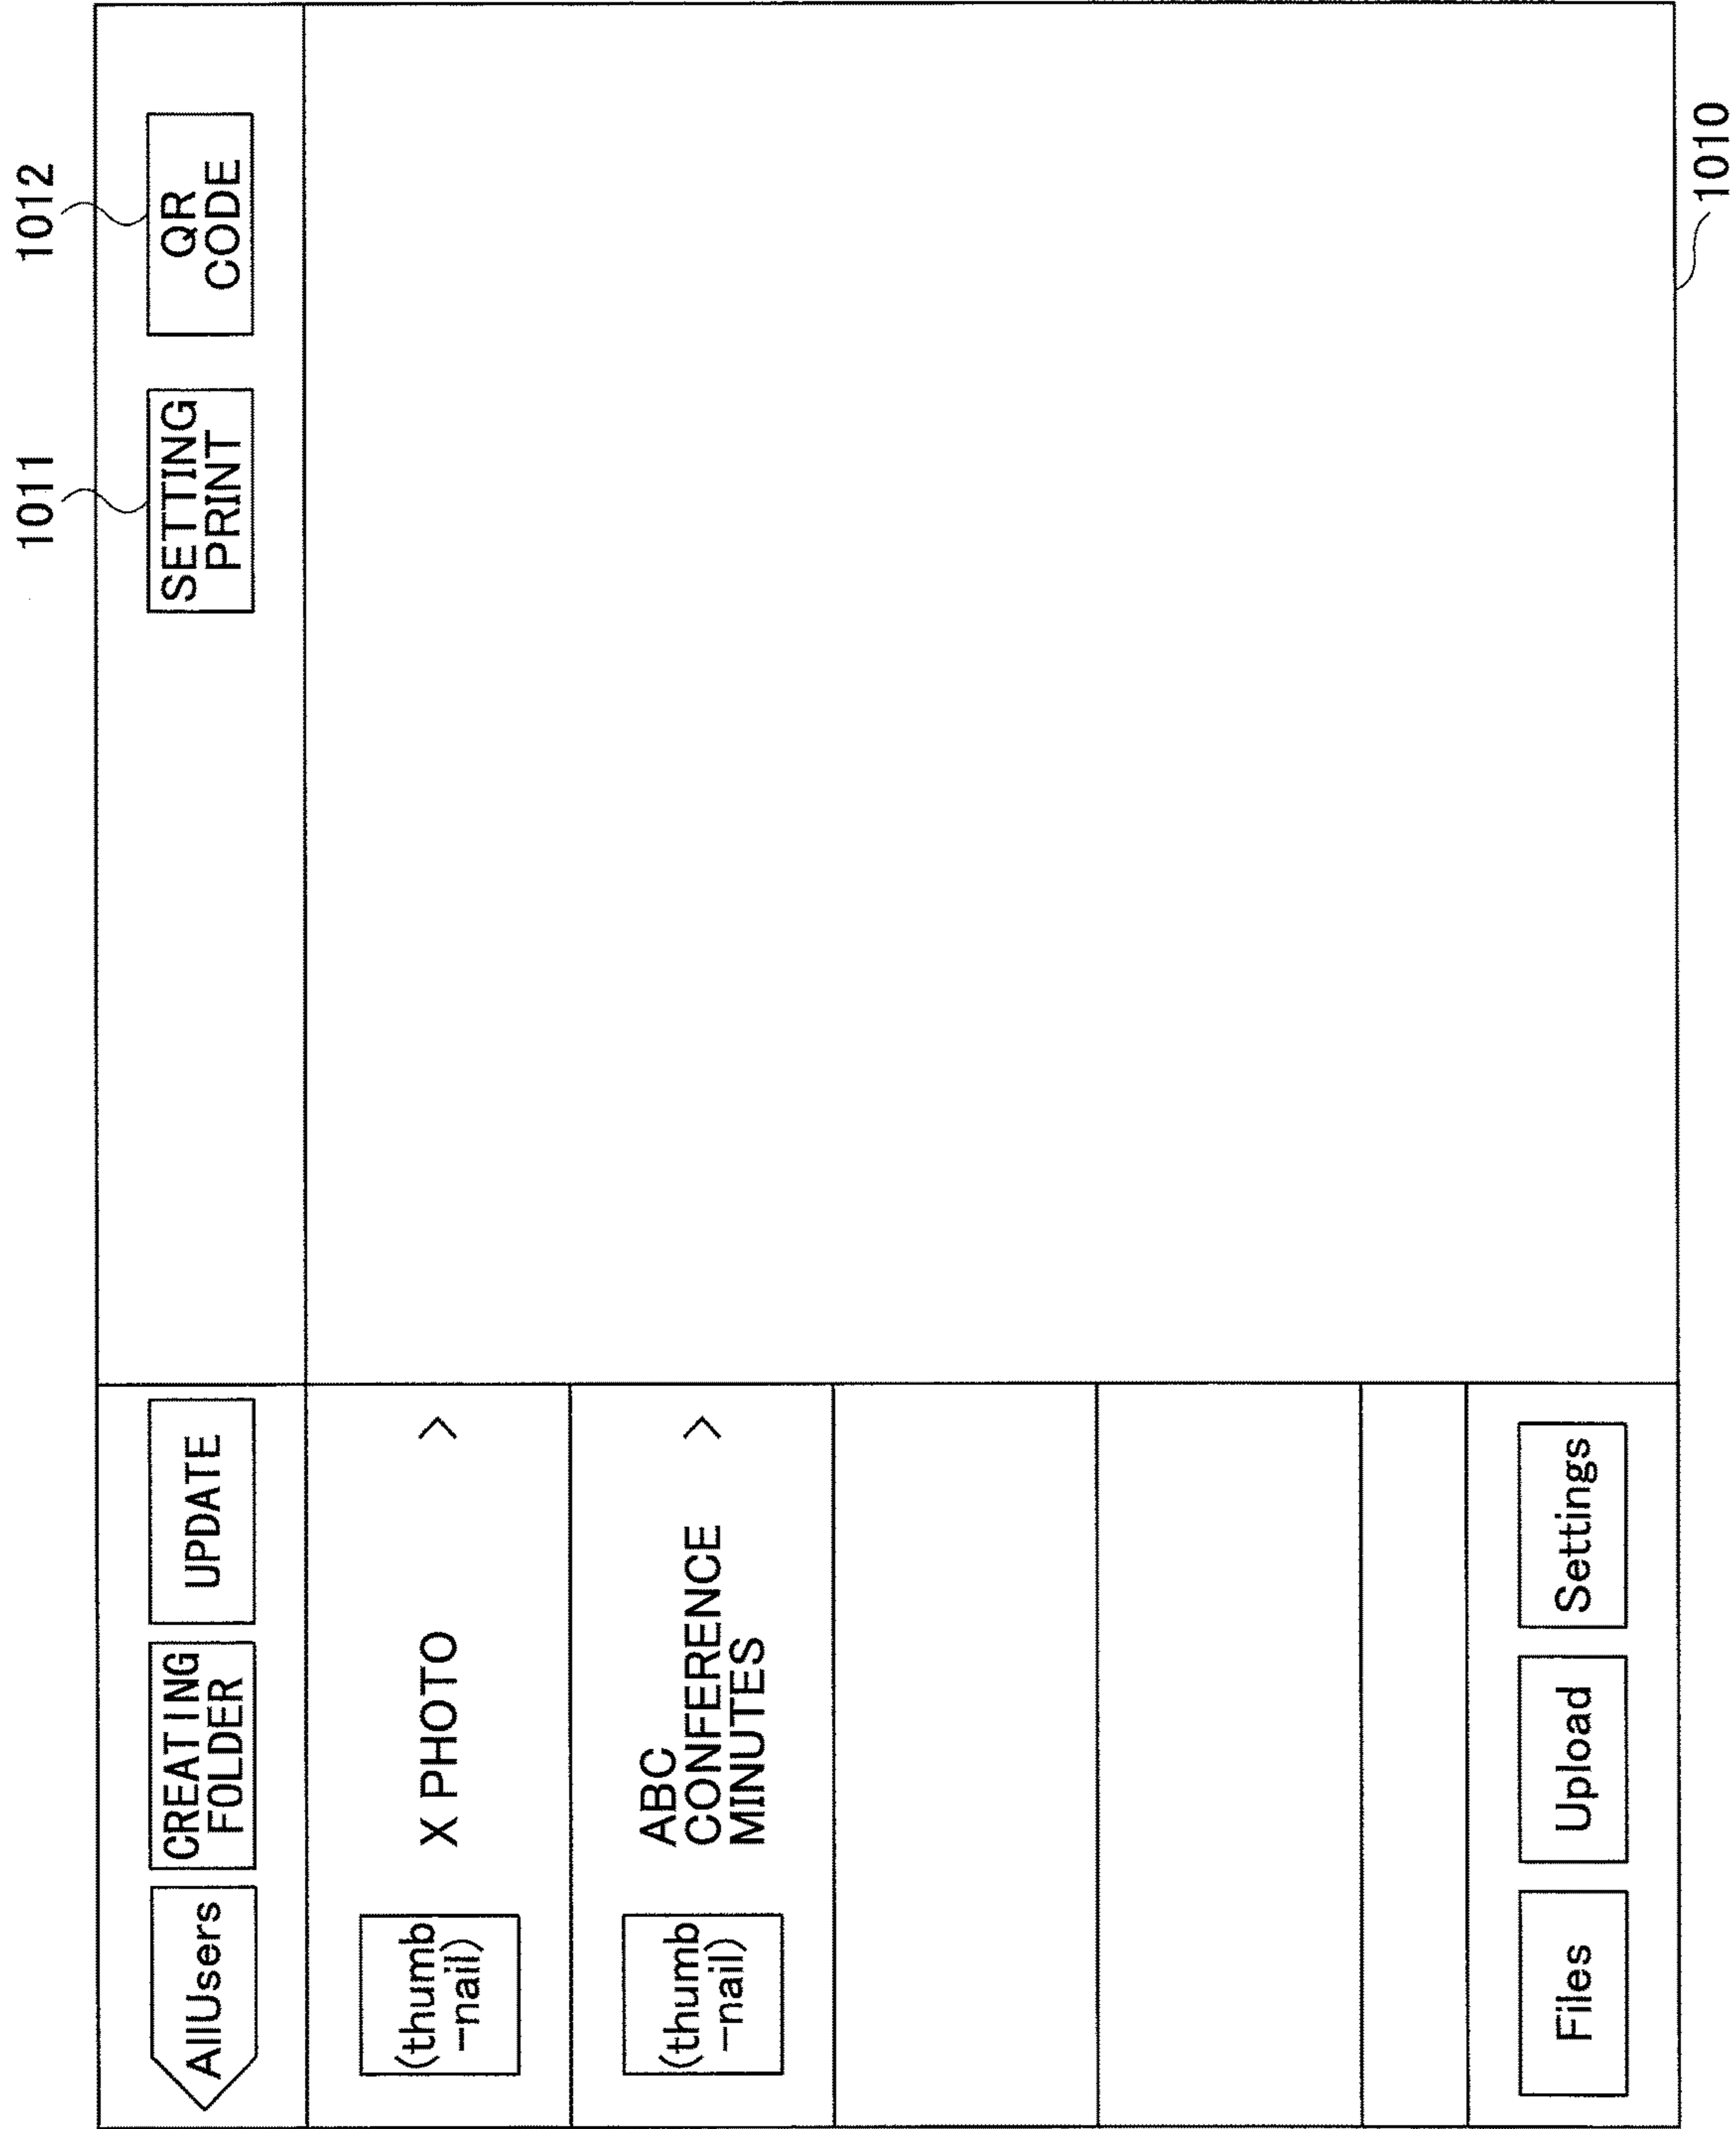 1011
1012
AllUsers
CREATING
FOLDER
UPDATE
SETTING
PRINT
QR
CODE
(thumb
-nail)
X PHOTO
>
(thumb
-nail)
ABC
CONFERENCE
MINUTES
>
Files
Upload
Settings
1010